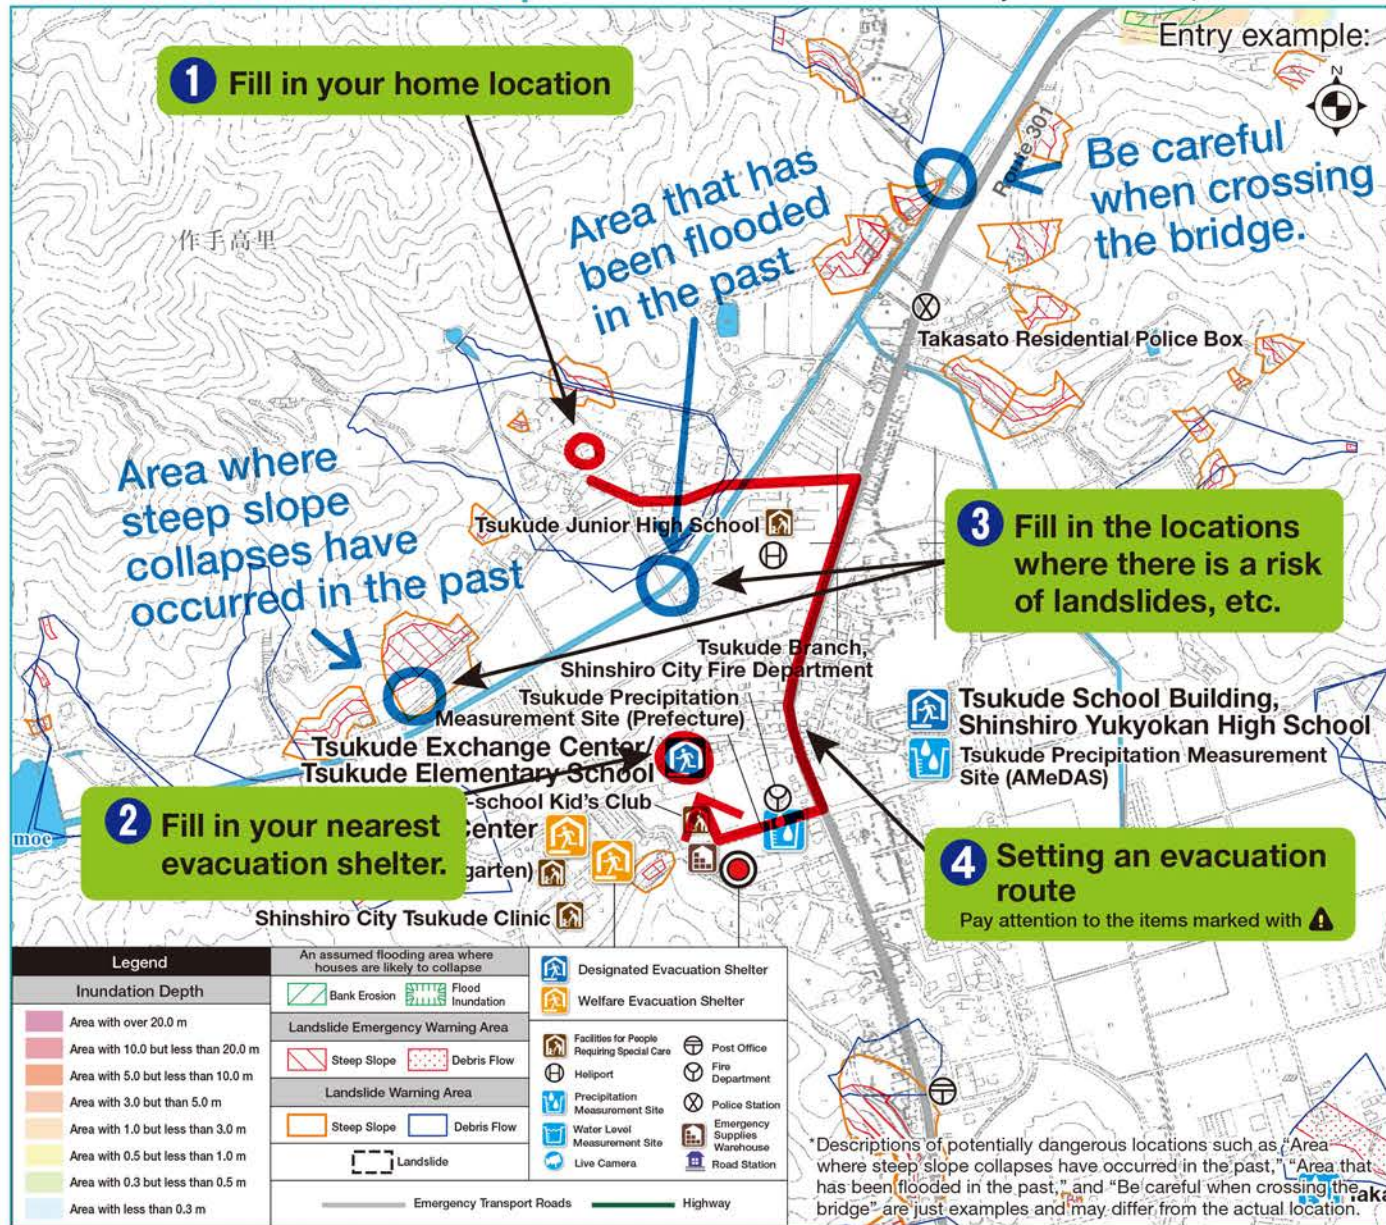 Entry example:
N
1 Fill in your home location
Route 301
Be careful
when crossing
the bridge.
Area that has
been flooded
in the past
作手高里
Takasato Residential Police Box
Area where
steep slope
collapses have
occurred in the past
Tsukude Junior High School
3 Fill in the locations
where there is a risk
of landslides, etc.
Tsukude Branch,
Shinshiro City Fire Department
Tsukude Precipitation
Measurement Site (Prefecture)
Tsukude School Building,
Shinshiro Yukyokan High School
Tsukude Precipitation Measurement
Site (AMeDAS)
Tsukude Exchange Center/
Tsukude Elementary School
-school Kid's Club
Center
moe
2 Fill in your nearest
evacuation shelter.
garten)
4 Setting an evacuation
route
Pay attention to the items marked with
Shinshiro City Tsukude Clinic
Legend
Inundation Depth
Area with over 20.0 m
Area with 10.0 but less than 20.0 m
Area with 5.0 but less than 10.0 m
Area with 3.0 but than 5.0 m
Area with 1.0 but less than 3.0 m
Area with 0.5 but less than 1.0 m
Area with 0.3 but less than 0.5 m
Area with less than 0.3 m
An assumed flooding area where
houses are likely to collapse
Bank Erosion
Flood
Inundation
Landslide Emergency Warning Area
Steep Slope
Debris Flow
Landslide Warning Area
Steep Slope
Debris Flow
Landslide
Emergency Transport Roads
Highway
Designated Evacuation Shelter
Welfare Evacuation Shelter
Facilities for People
Requiring Special Care
Post Office
Heliport
Fire
Department
Precipitation
Measurement Site
Police Station
Water Level
Measurement Site
Emergency
Supplies
Warehouse
Live Camera
Road Station
*Descriptions of potentially dangerous locations such as "Area
where steep slope collapses have occurred in the past," "Area that
has been flooded in the past," and "Be careful when crossing the
bridge" are just examples and may differ from the actual location.